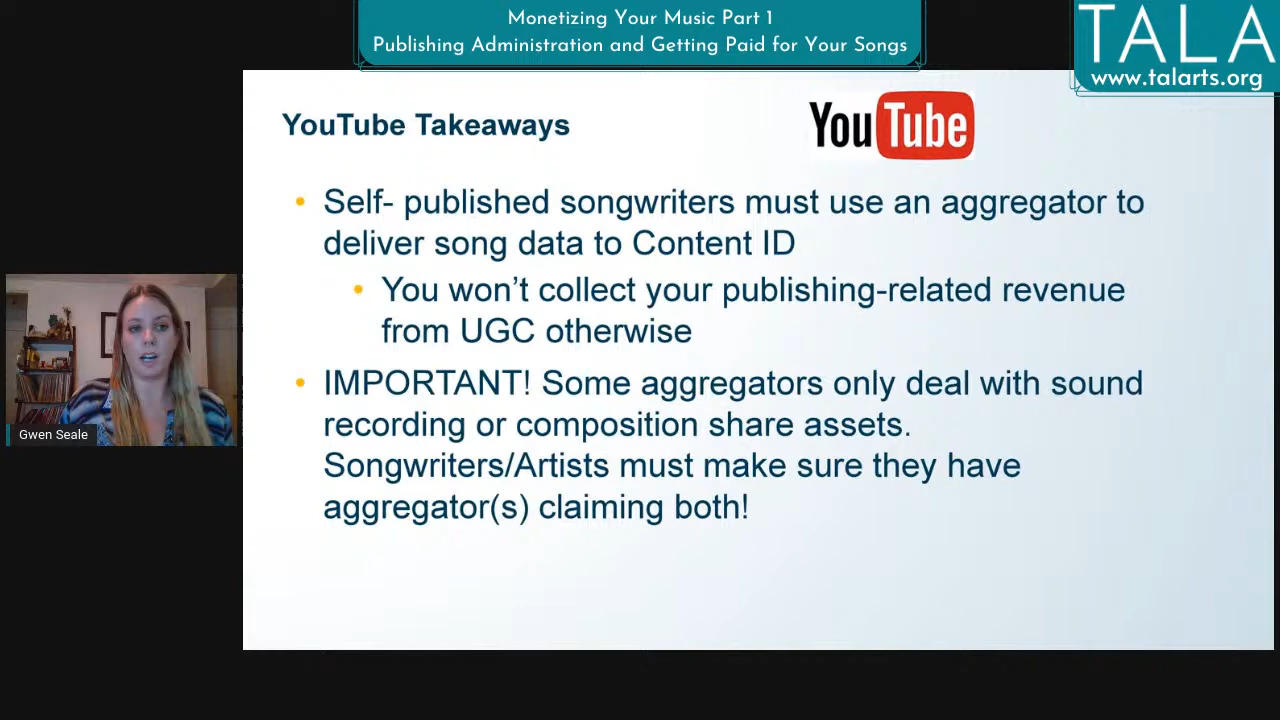 Monetizing Your Music Part 1
Publishing Administration and Getting Paid for Your Songs
TALA
www.talarts.org
YouTube Takeaways
YouTube
• Self- published songwriters must use an aggregator to
deliver song data to Content ID
• You won’t collect your publishing-related revenue
from UGC otherwise
• IMPORTANT! Some aggregators only deal with sound
recording or composition share assets.
Songwriters/Artists must make sure they have
aggregator(s) claiming both!
Gwen Seale